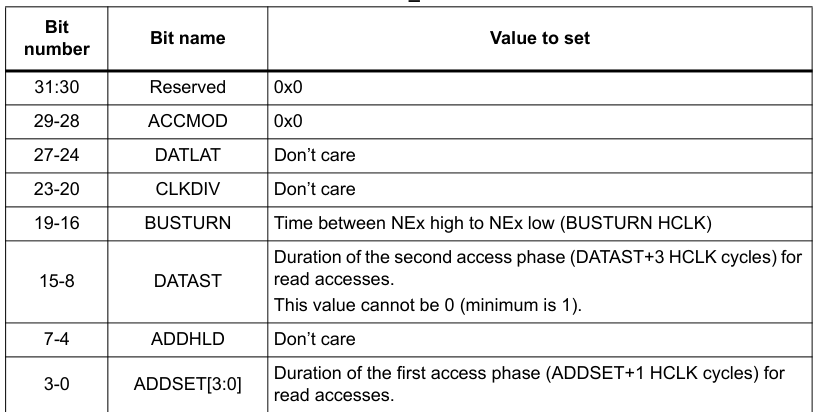 Bit number Bit name Value to set
31:30 Reserved 0x0
29-28 ACCMOD 0x0
27-24 DATLAT Don’t care
23-20 CLKDIV Don’t care
19-16 BUSTURN Time between NEx high to NEx low (BUSTURN HCLK)
15-8 DATAST Duration of the second access phase (DATAST+3 HCLK cycles) for
read accesses.
This value cannot be 0 (minimum is 1).
7-4 ADDHLD Don’t care
3-0 ADDSET[3:0] Duration of the first access phase (ADDSET+1 HCLK cycles) for
read accesses.